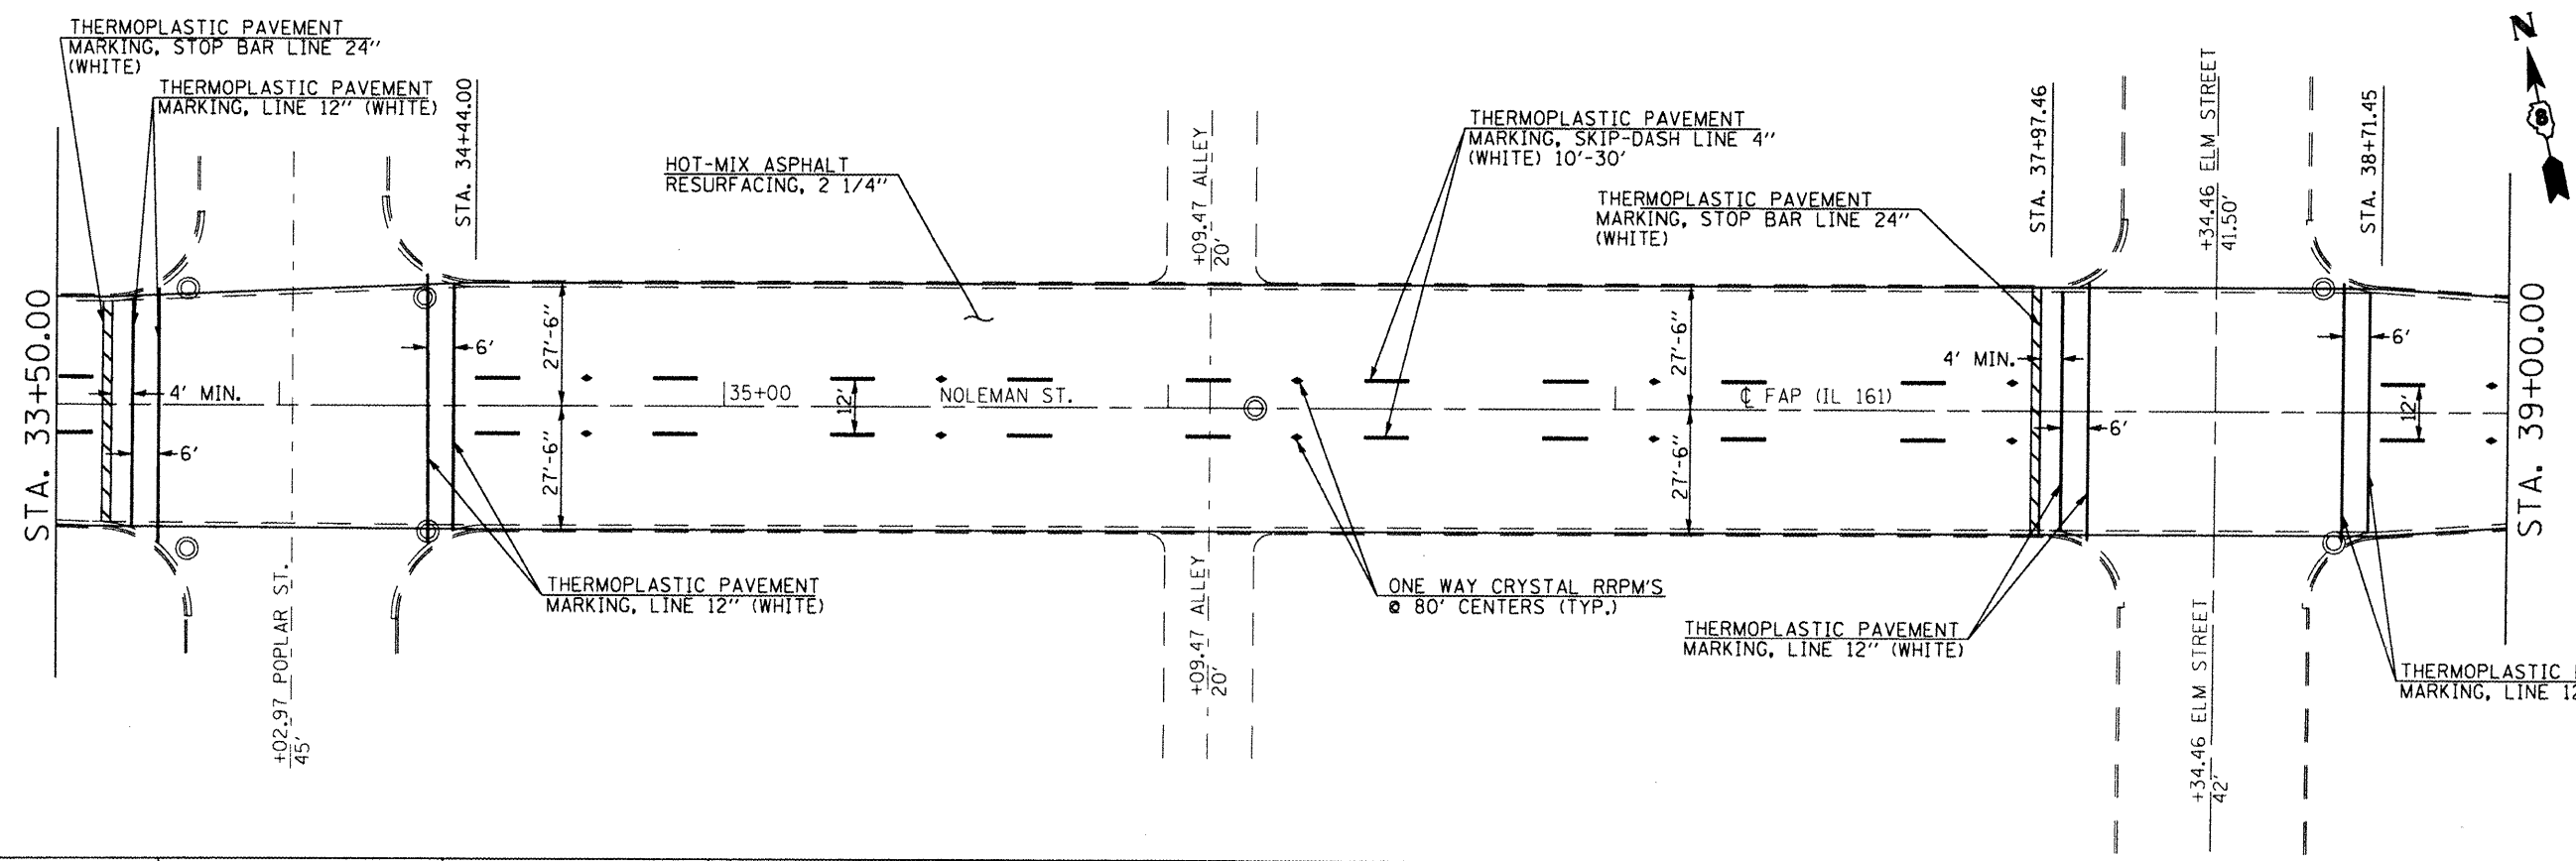 THERMOPLASTIC PAVEMENT
MARKING, STOP BAR LINE 24"
(WHITE)
THERMOPLASTIC PAVEMENT
MARKING, LINE 12" (WHITE)
STA. 34+44.00
HOT-MIX ASPHALT
RESURFACING, 2 1/4"
+09.47 ALLEY
20'
THERMOPLASTIC PAVEMENT
MARKING, SKIP-DASH LINE 4"
(WHITE) 10'-30'
THERMOPLASTIC PAVEMENT
MARKING, STOP BAR LINE 24"
(WHITE)
STA. 37+97.46
+34.46 ELM STREET
41.50'
STA. 38+71.45
N
8
STA. 33+50.00
4' MIN.
6'
6'
27'-6"
27'-6"
35+00
12'
NOLEMAN ST.
27'-6"
27'-6"
℄ FAP (IL 161)
4' MIN.
6'
6'
12'
STA. 39+00.00
+02.97 POPLAR ST.
45'
THERMOPLASTIC PAVEMENT
MARKING, LINE 12" (WHITE)
+09.47 ALLEY
20'
ONE WAY CRYSTAL RRPM'S
@ 80' CENTERS (TYP.)
THERMOPLASTIC PAVEMENT
MARKING, LINE 12" (WHITE)
+34.46 ELM STREET
42'
THERMOPLASTIC
MARKING, LINE 12